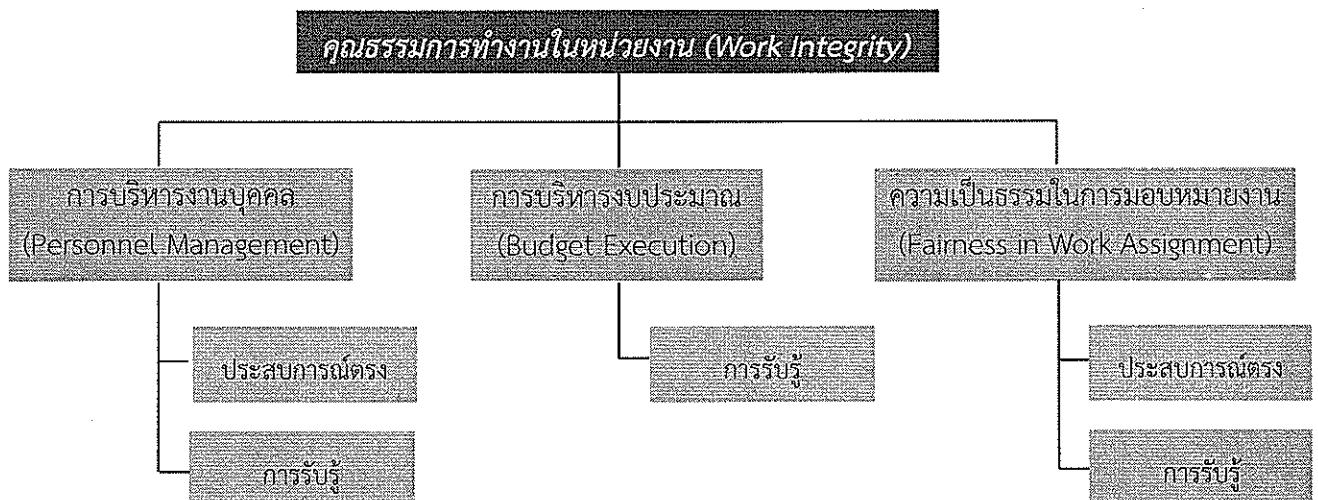 คุณธรรมการทำงานในหน่วยงาน (Work Integrity)
การบริหารงานบุคคล
(Personnel Management)
การบริหารงบประมาณ
(Budget Execution)
ความเป็นธรรมในการมอบหมายงาน
(Fairness in Work Assignment)
ประสบการณ์ตรง
การรับรู้
การรับรู้
ประสบการณ์ตรง
การรับรู้